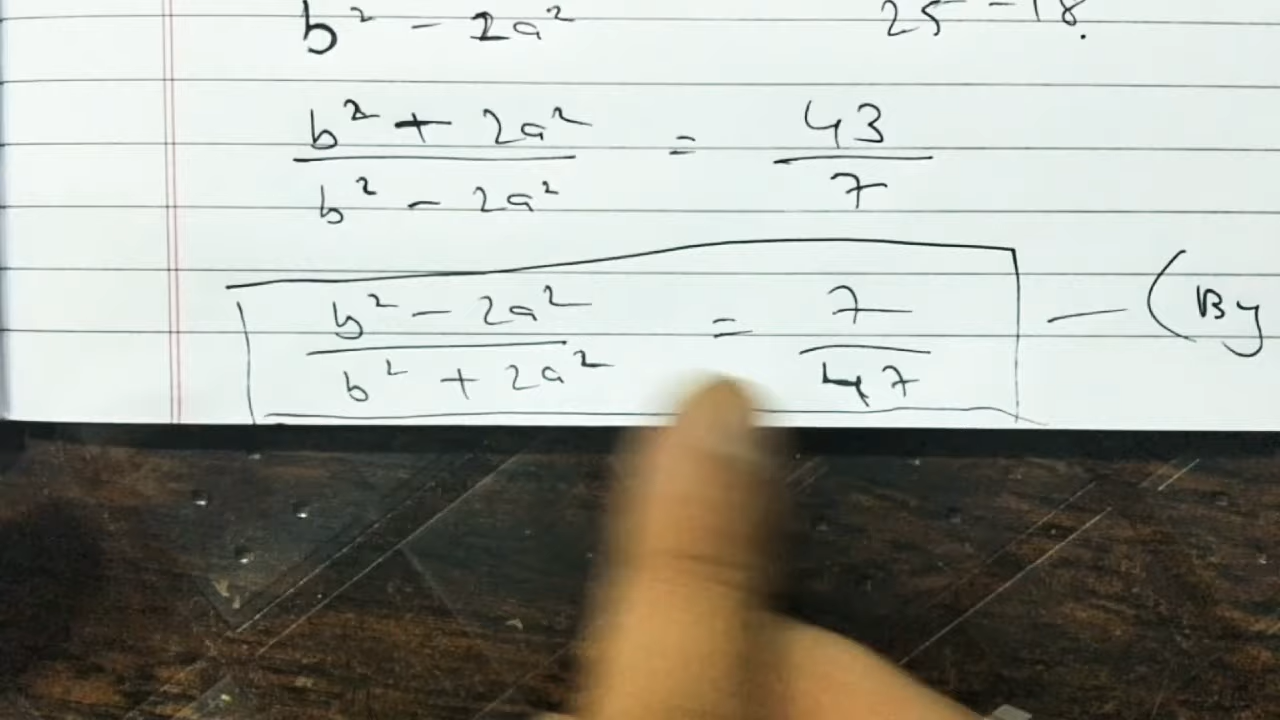 b² - 2a² 25 - 18.
b² + 2a² = 43
b² - 2a² 7
b² - 2a² = 7 — (By
b² + 2a² 47